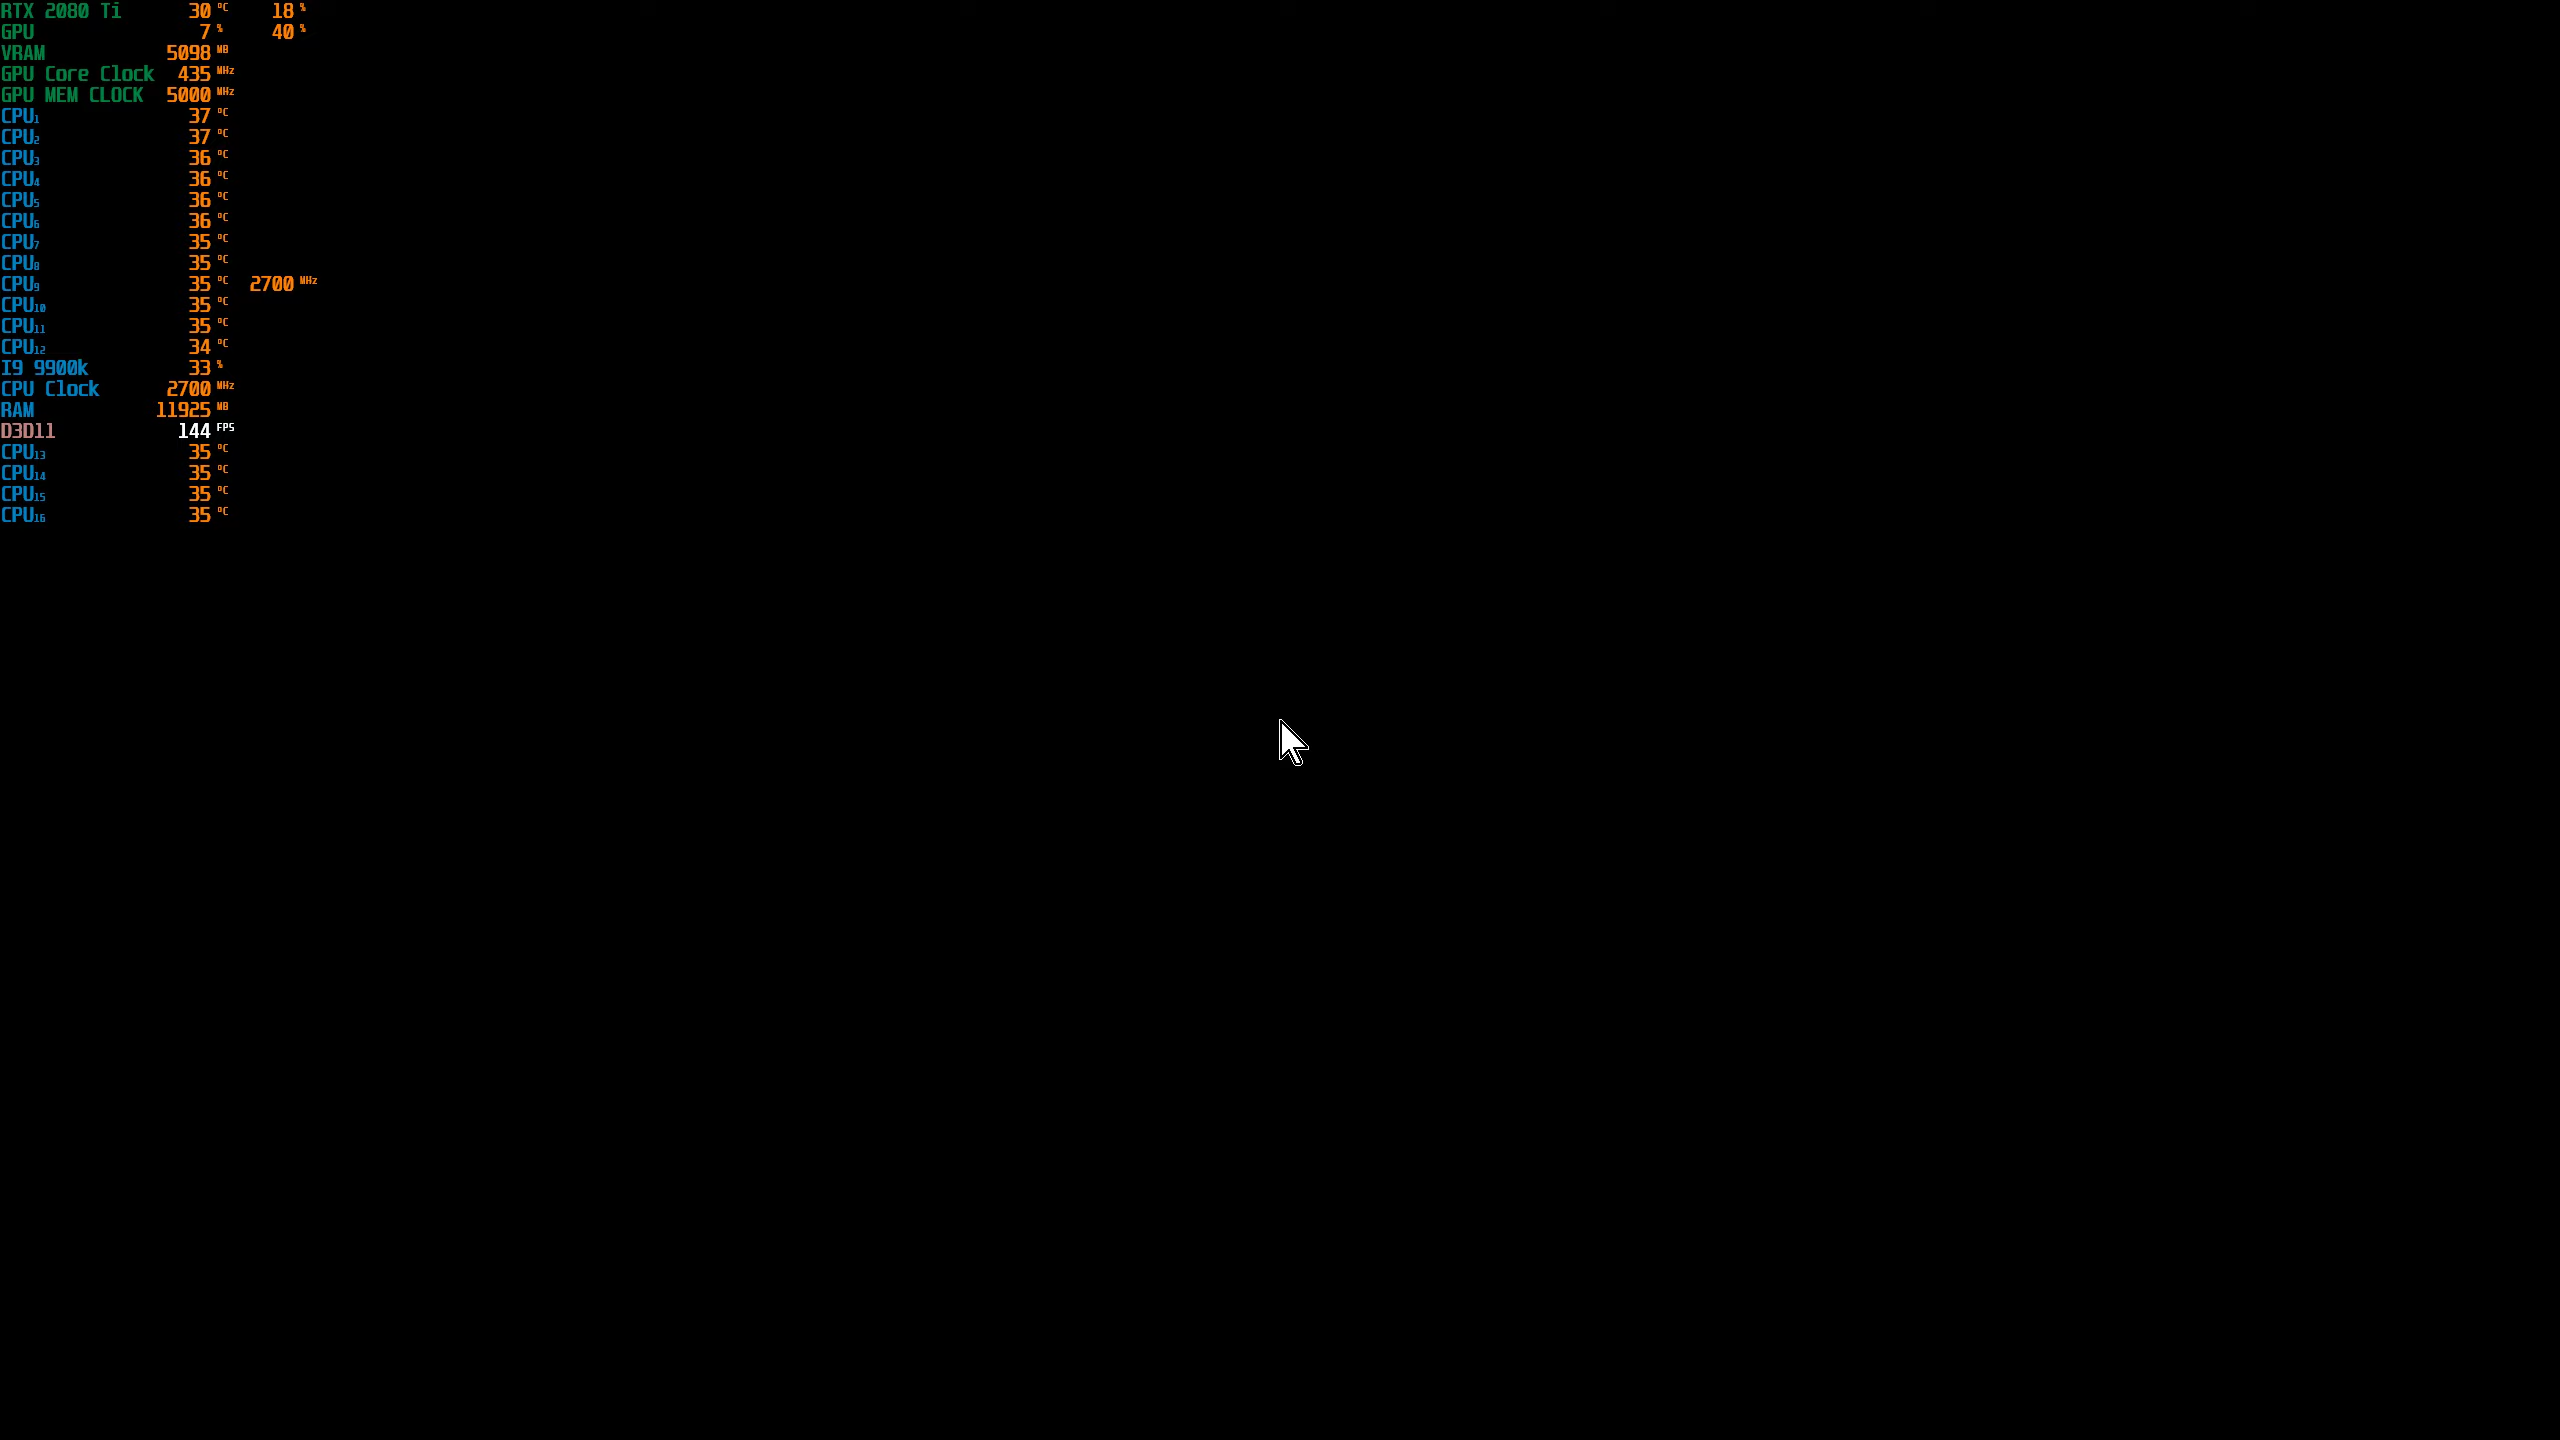 RTX 2080 Ti 30 °C 18 %
GPU 7 % 40 %
VRAM 5098 MB
GPU Core Clock 435 MHz
GPU MEM CLOCK 5000 MHz
CPU1 37 °C
CPU2 37 °C
CPU3 36 °C
CPU4 36 °C
CPU5 36 °C
CPU6 36 °C
CPU7 35 °C
CPU8 35 °C
CPU9 35 °C 2700 MHz
CPU10 35 °C
CPU11 35 °C
CPU12 34 °C
I9 9900k 33 %
CPU Clock 2700 MHz
RAM 11925 MB
D3D11 144 FPS
CPU13 35 °C
CPU14 35 °C
CPU15 35 °C
CPU16 35 °C